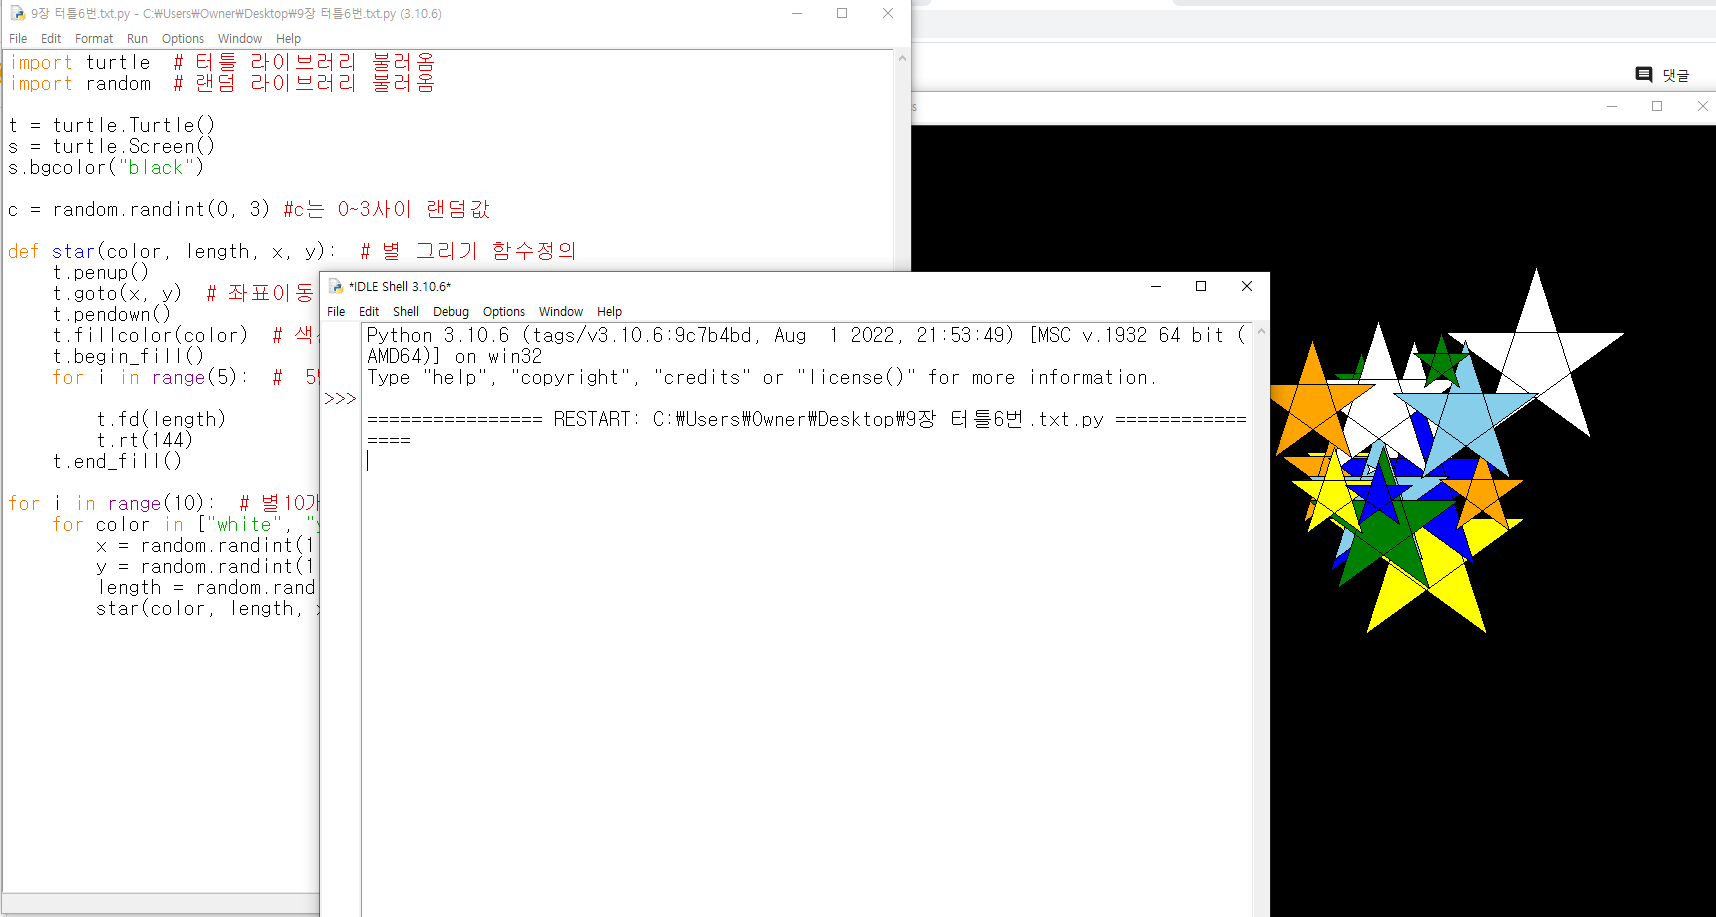 9장 터틀6번.txt.py - C:\Users\Owner\Desktop\9장 터틀6번.txt.py (3.10.6)
File Edit Format Run Options Window Help
import turtle # 터틀 라이브러리 불러옴
import random # 랜덤 라이브러리 불러옴
t = turtle.Turtle()
s = turtle.Screen()
s.bgcolor("black")
c = random.randint(0, 3) #c는 0~3사이 랜덤값
def star(color, length, x, y): # 별 그리기 함수정의
t.penup()
t.goto(x, y) # 좌표이동
t.pendown()
t.fillcolor(color) # 색
t.begin_fill()
for i in range(5): # 5
t.fd(length)
t.rt(144)
t.end_fill()
for i in range(10): # 별10개
for color in ["white", "y
x = random.randint(1
y = random.randint(1
length = random.rand
star(color, length, x
댓글
s
*IDLE Shell 3.10.6*
File Edit Shell Debug Options Window Help
Python 3.10.6 (tags/v3.10.6:9c7b4bd, Aug 1 2022, 21:53:49) [MSC v.1932 64 bit (
AMD64)] on win32
Type "help", "copyright", "credits" or "license()" for more information.
>>>
================ RESTART: C:\Users\Owner\Desktop\9장 터틀6번.txt.py ============
====